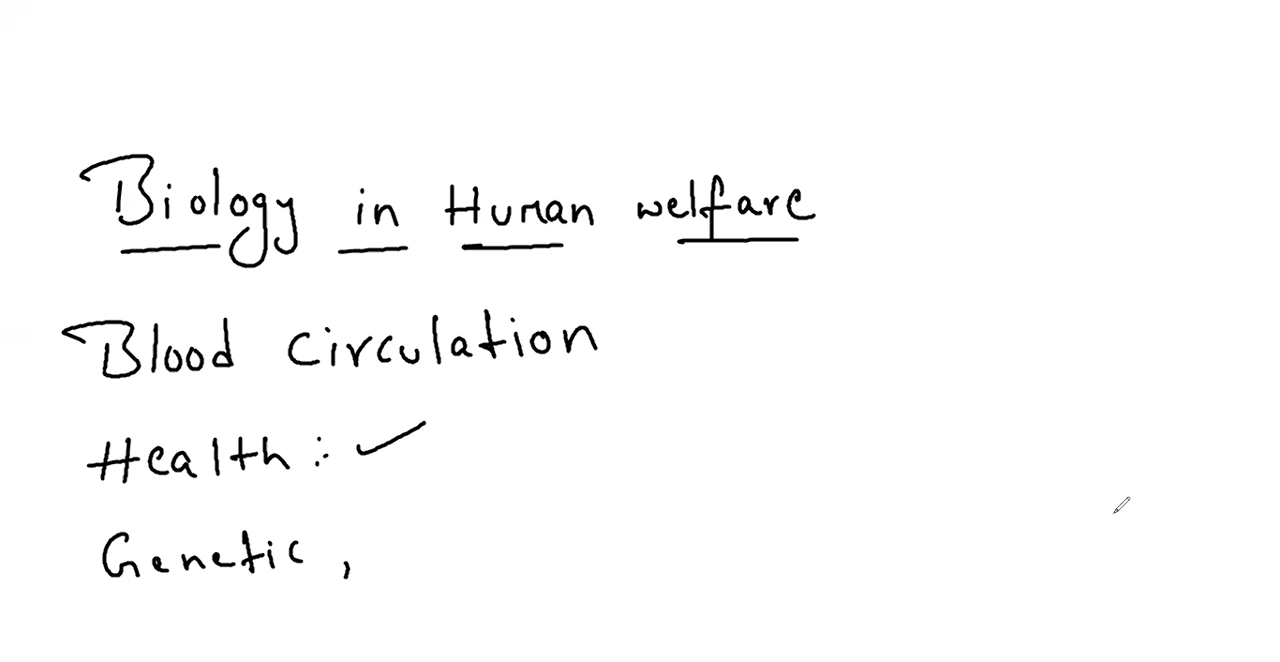 Biology in Human welfare
Blood circulation
Health :- ✓
Genetic ,